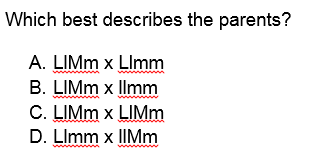 Which best describes the parents?
A. LlMm x Llmm
B. LlMm x llmm
C. LlMm x LlMm
D. Llmm x llMm